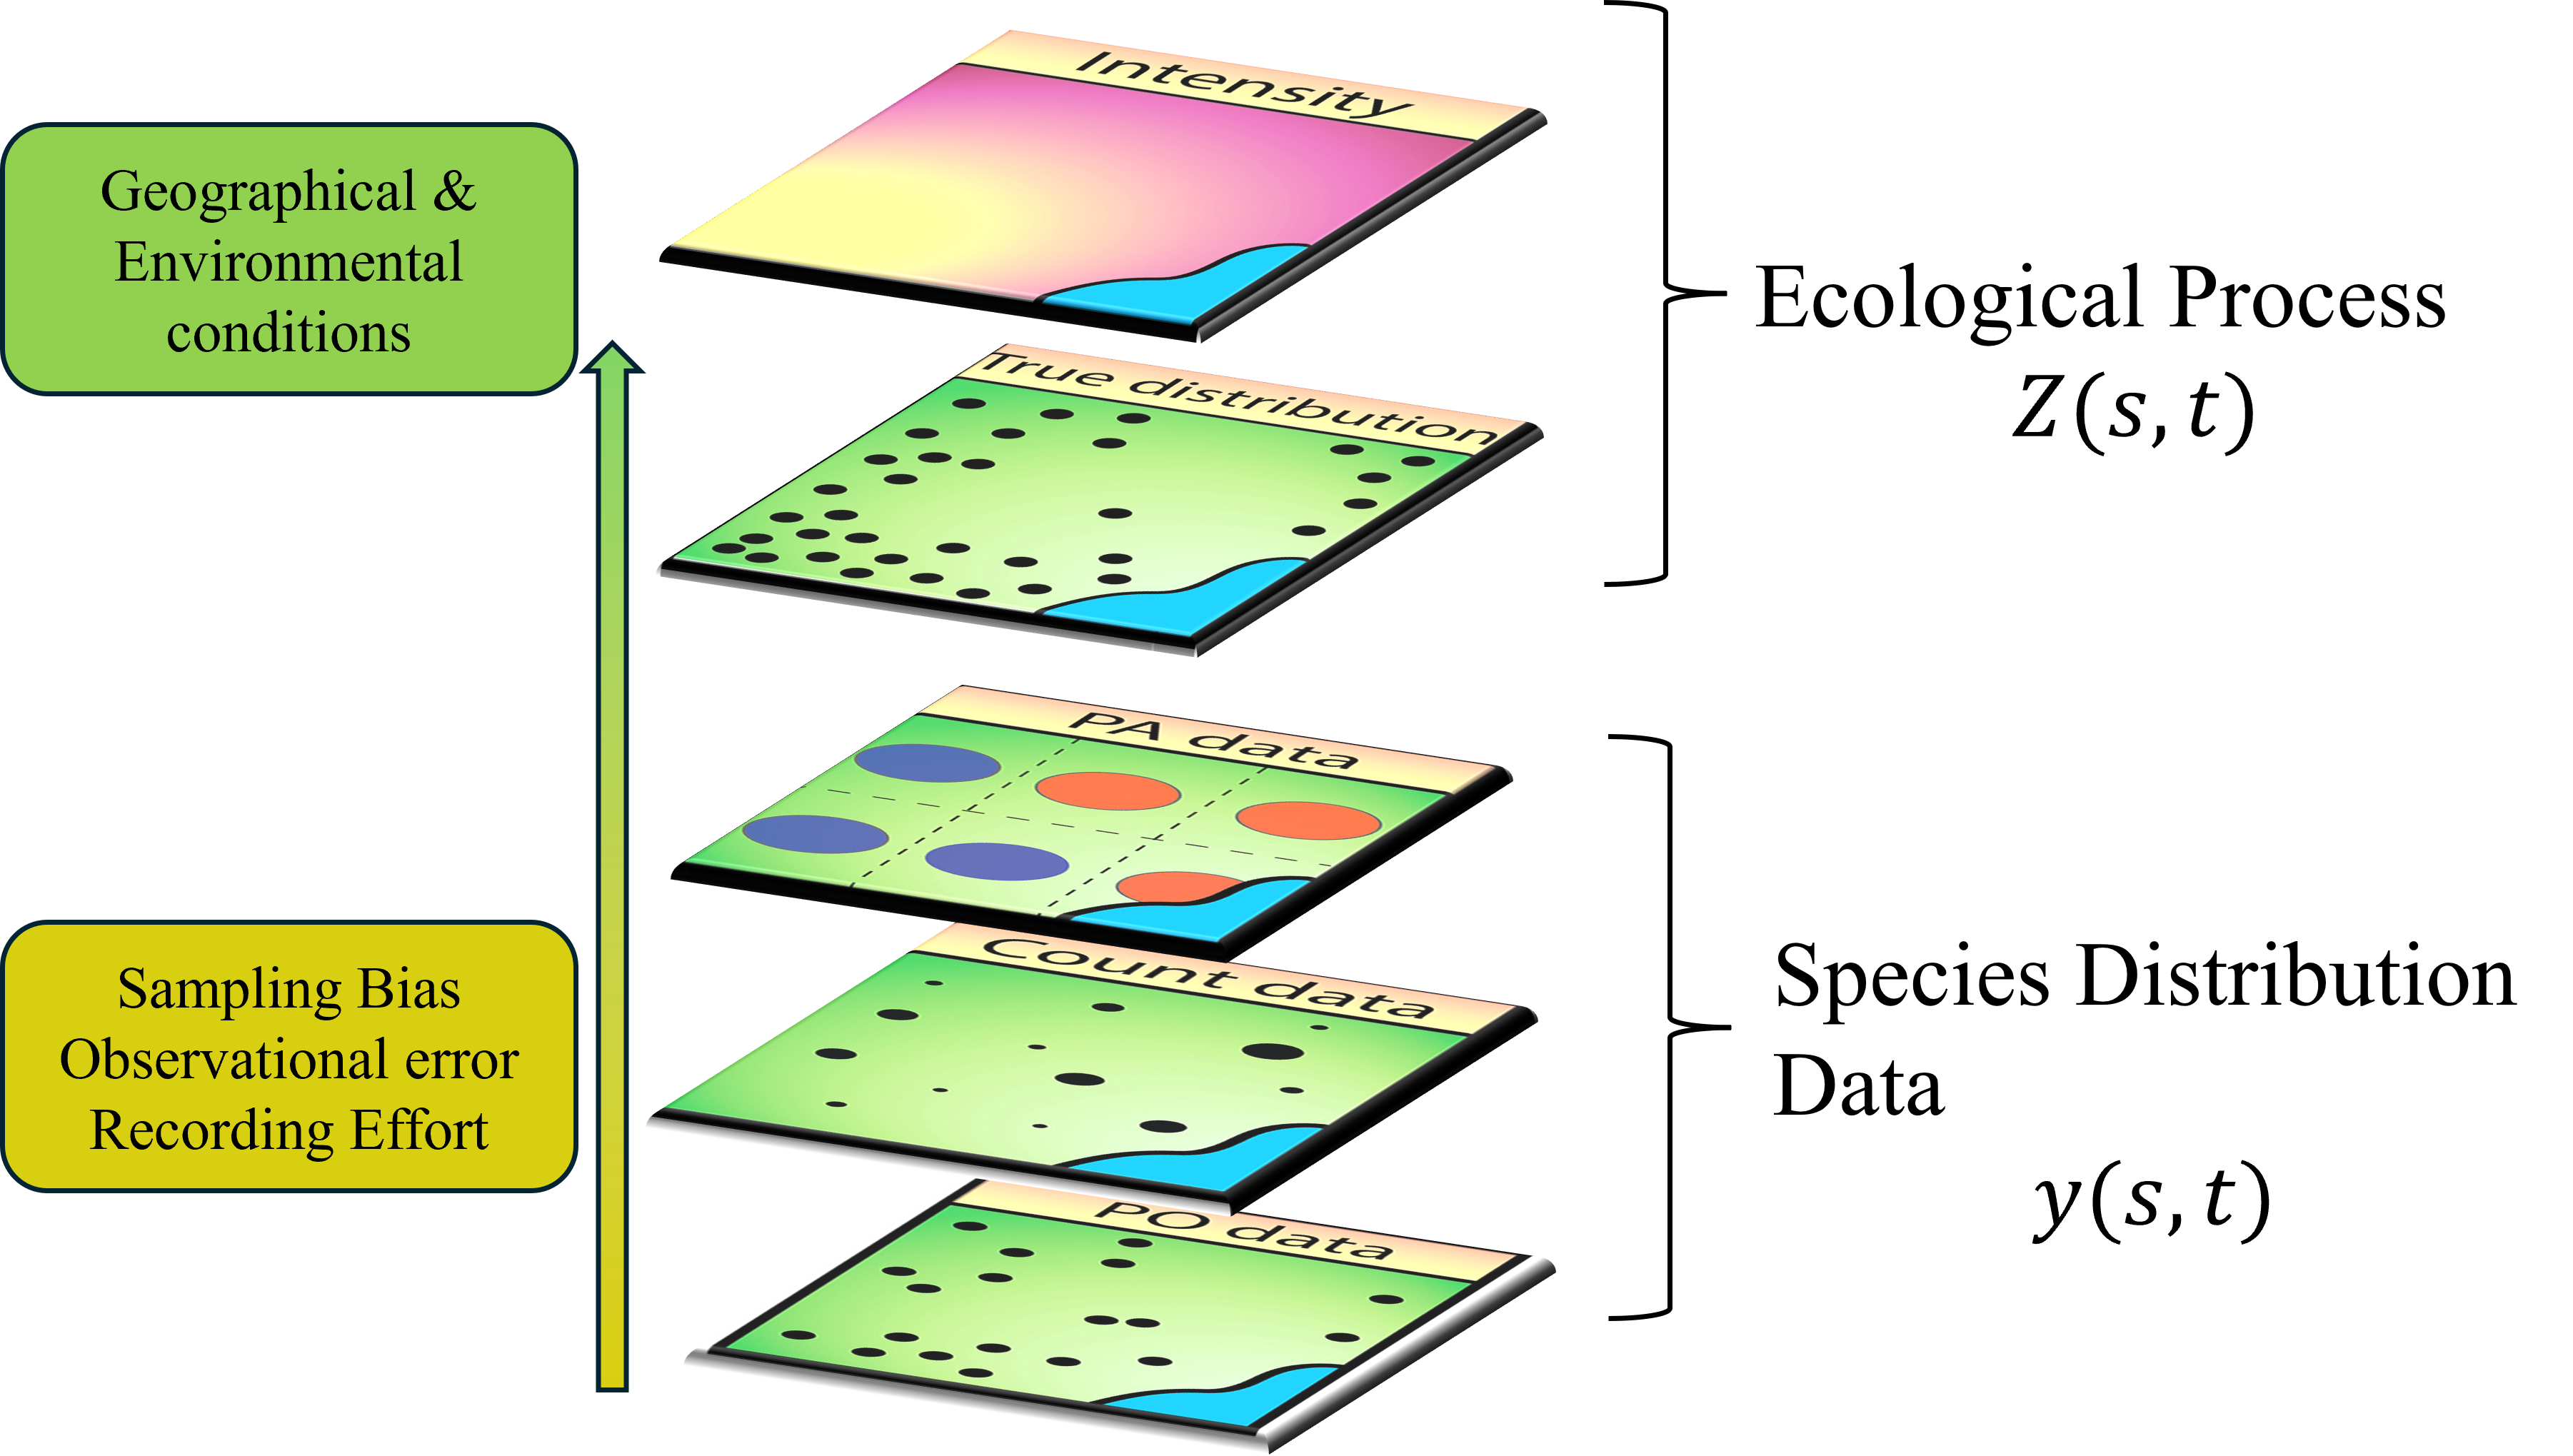 Intensity
True distribution
PA data
Count data
PO data
Geographical &
Environmental
conditions
Sampling Bias
Observational error
Recording Effort
Ecological Process
Z(s, t)
Species Distribution
Data
y(s, t)